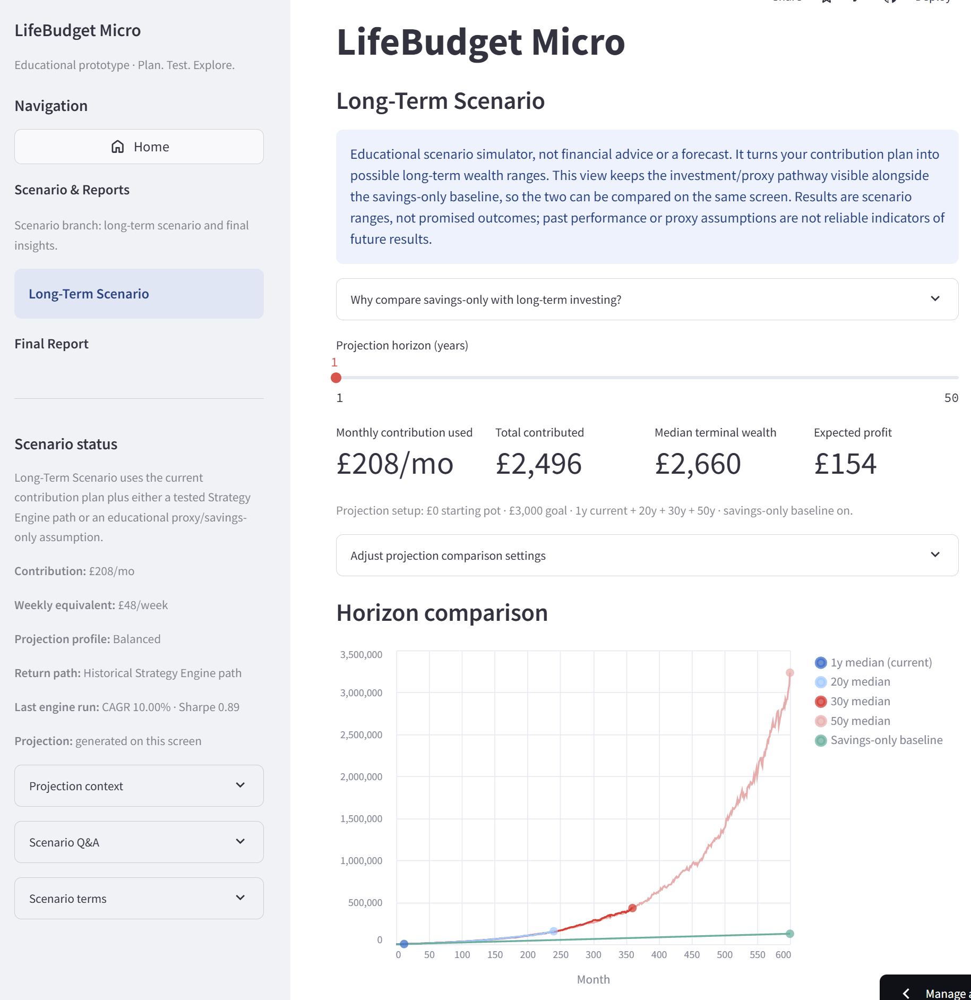 LifeBudget Micro
Educational prototype · Plan. Test. Explore.
Navigation
Home
Scenario & Reports
Scenario branch: long-term scenario and final
insights.
Long-Term Scenario
Final Report
Scenario status
Long-Term Scenario uses the current
contribution plan plus either a tested Strategy
Engine path or an educational proxy/savings-
only assumption.
Contribution: £208/mo
Weekly equivalent: £48/week
Projection profile: Balanced
Return path: Historical Strategy Engine path
Last engine run: CAGR 10.00% · Sharpe 0.89
Projection: generated on this screen
Projection context
Scenario Q&A
Scenario terms
LifeBudget Micro
Long-Term Scenario
Educational scenario simulator, not financial advice or a forecast. It turns your contribution plan into
possible long-term wealth ranges. This view keeps the investment/proxy pathway visible alongside
the savings-only baseline, so the two can be compared on the same screen. Results are scenario
ranges, not promised outcomes; past performance or proxy assumptions are not reliable indicators of
future results.
Why compare savings-only with long-term investing?
Projection horizon (years)
1
1 50
Monthly contribution used Total contributed Median terminal wealth Expected profit
£208/mo £2,496 £2,660 £154
Projection setup: £0 starting pot · £3,000 goal · 1y current + 20y + 30y + 50y · savings-only baseline on.
Adjust projection comparison settings
Horizon comparison
3,500,000
3,000,000
2,500,000
2,000,000
1,500,000
1,000,000
500,000
0
0 50 100 150 200 250 300 350 400 450 500 550 600
Month
1y median (current)
20y median
30y median
50y median
Savings-only baseline
Manage